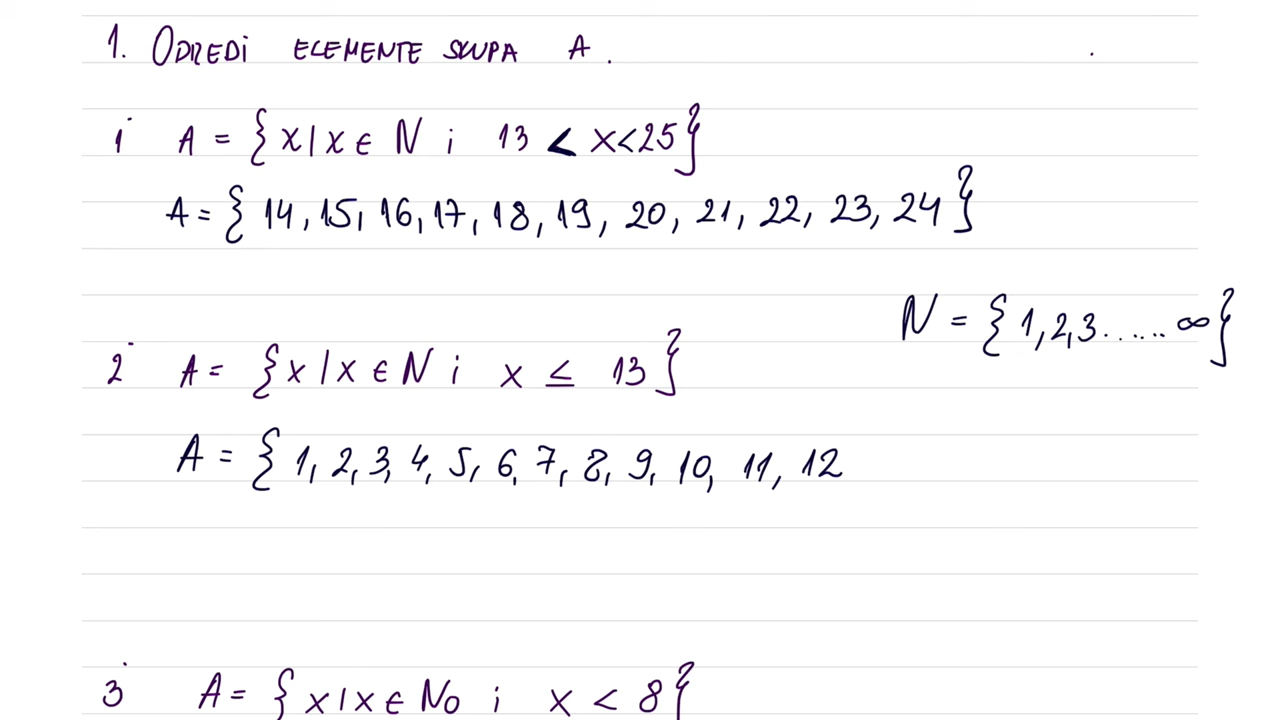 1. ODREDI ELEMENTE SKUPA A.
1 A = {x|x ∈ N i 13 < x<25}
A = { 14, 15, 16, 17, 18, 19, 20, 21, 22, 23, 24 }
N = { 1,2,3...... ∞ }
2 A = {x|x ∈ N i x ≤ 13}
A = { 1, 2, 3, 4, 5, 6, 7, 8, 9, 10, 11, 12
3 A = { x|x ∈ No i x < 8{